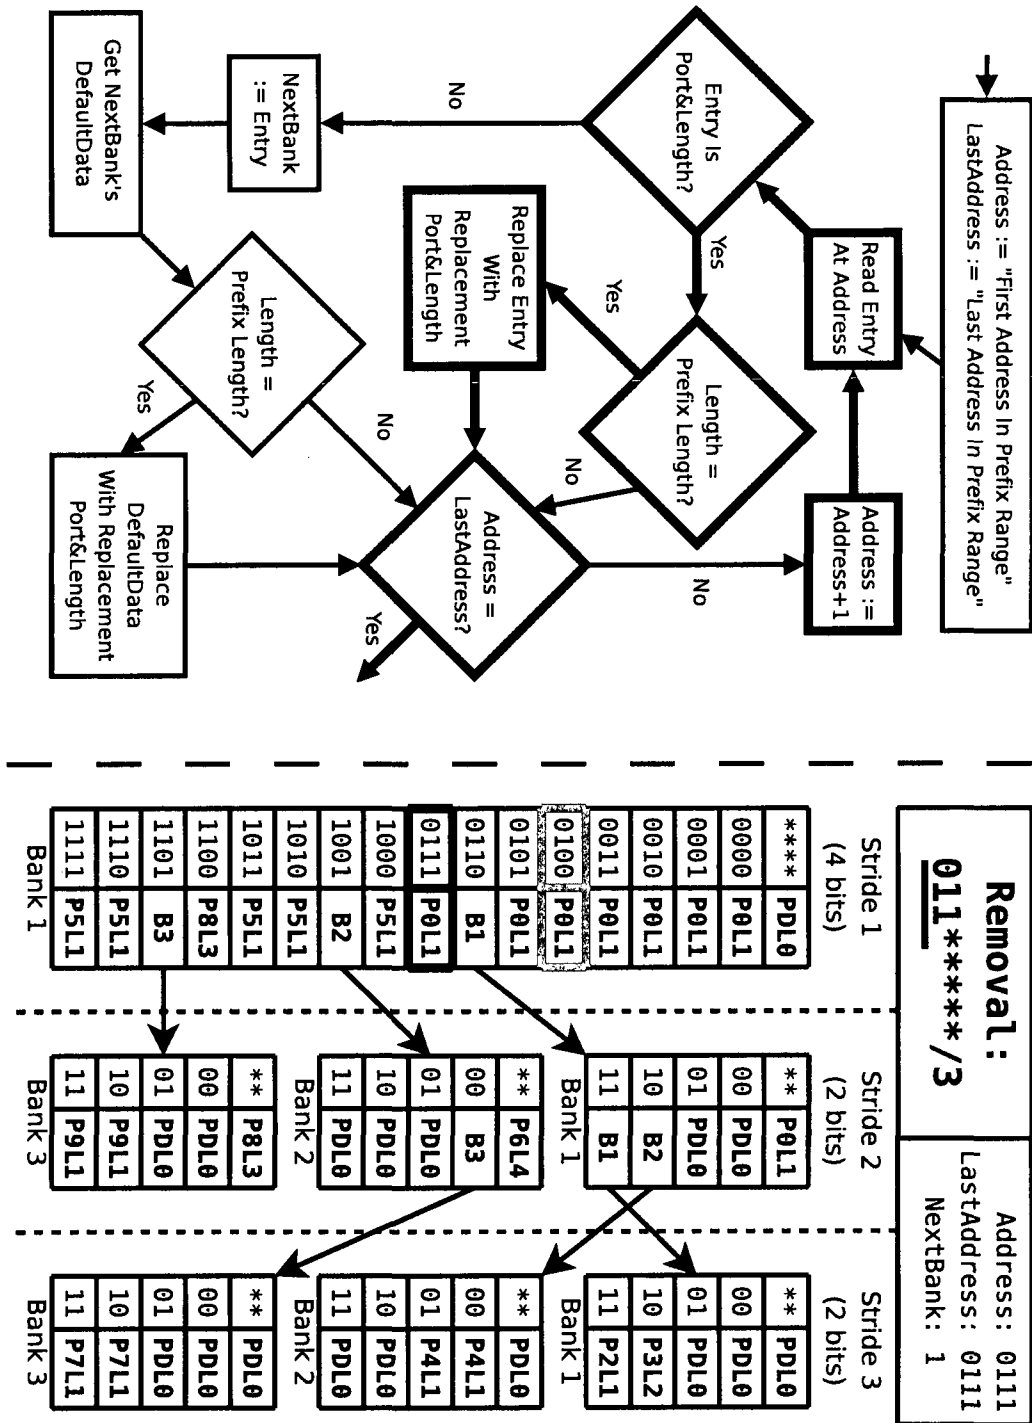 Address := "First Address In Prefix Range"
LastAddress := "Last Address In Prefix Range"
Read Entry
At Address
Address :=
Address+1
Entry Is
Port&Length?
Yes
Length =
Prefix Length?
No
Yes
No
No
Replace Entry
With
Replacement
Port&Length
Address =
LastAddress?
Yes
NextBank
:= Entry
Get NextBank's
DefaultData
Length =
Prefix Length?
No
Yes
Replace
DefaultData
With Replacement
Port&Length
Removal:
011*****/3
Address: 0111
LastAddress: 0111
NextBank: 1
Stride 1
(4 bits)
**** PDL0
0000 P0L1
0001 P0L1
0010 P0L1
0011 P0L1
0100 P0L1
0101 P0L1
0110 B1
0111 P0L1
1000 P5L1
1001 B2
1010 P5L1
1011 P5L1
1100 P8L3
1101 B3
1110 P5L1
1111 P5L1
Bank 1
Stride 2
(2 bits)
** P0L1
00 PDL0
01 PDL0
10 B2
11 B1
Bank 1
** P6L4
00 B3
01 PDL0
10 PDL0
11 PDL0
Bank 2
** P8L3
00 PDL0
01 PDL0
10 P9L1
11 P9L1
Bank 3
Stride 3
(2 bits)
** PDL0
00 PDL0
01 PDL0
10 P3L2
11 P2L1
Bank 1
** PDL0
00 P4L1
01 P4L1
10 PDL0
11 PDL0
Bank 2
** PDL0
00 PDL0
01 PDL0
10 P7L1
11 P7L1
Bank 3